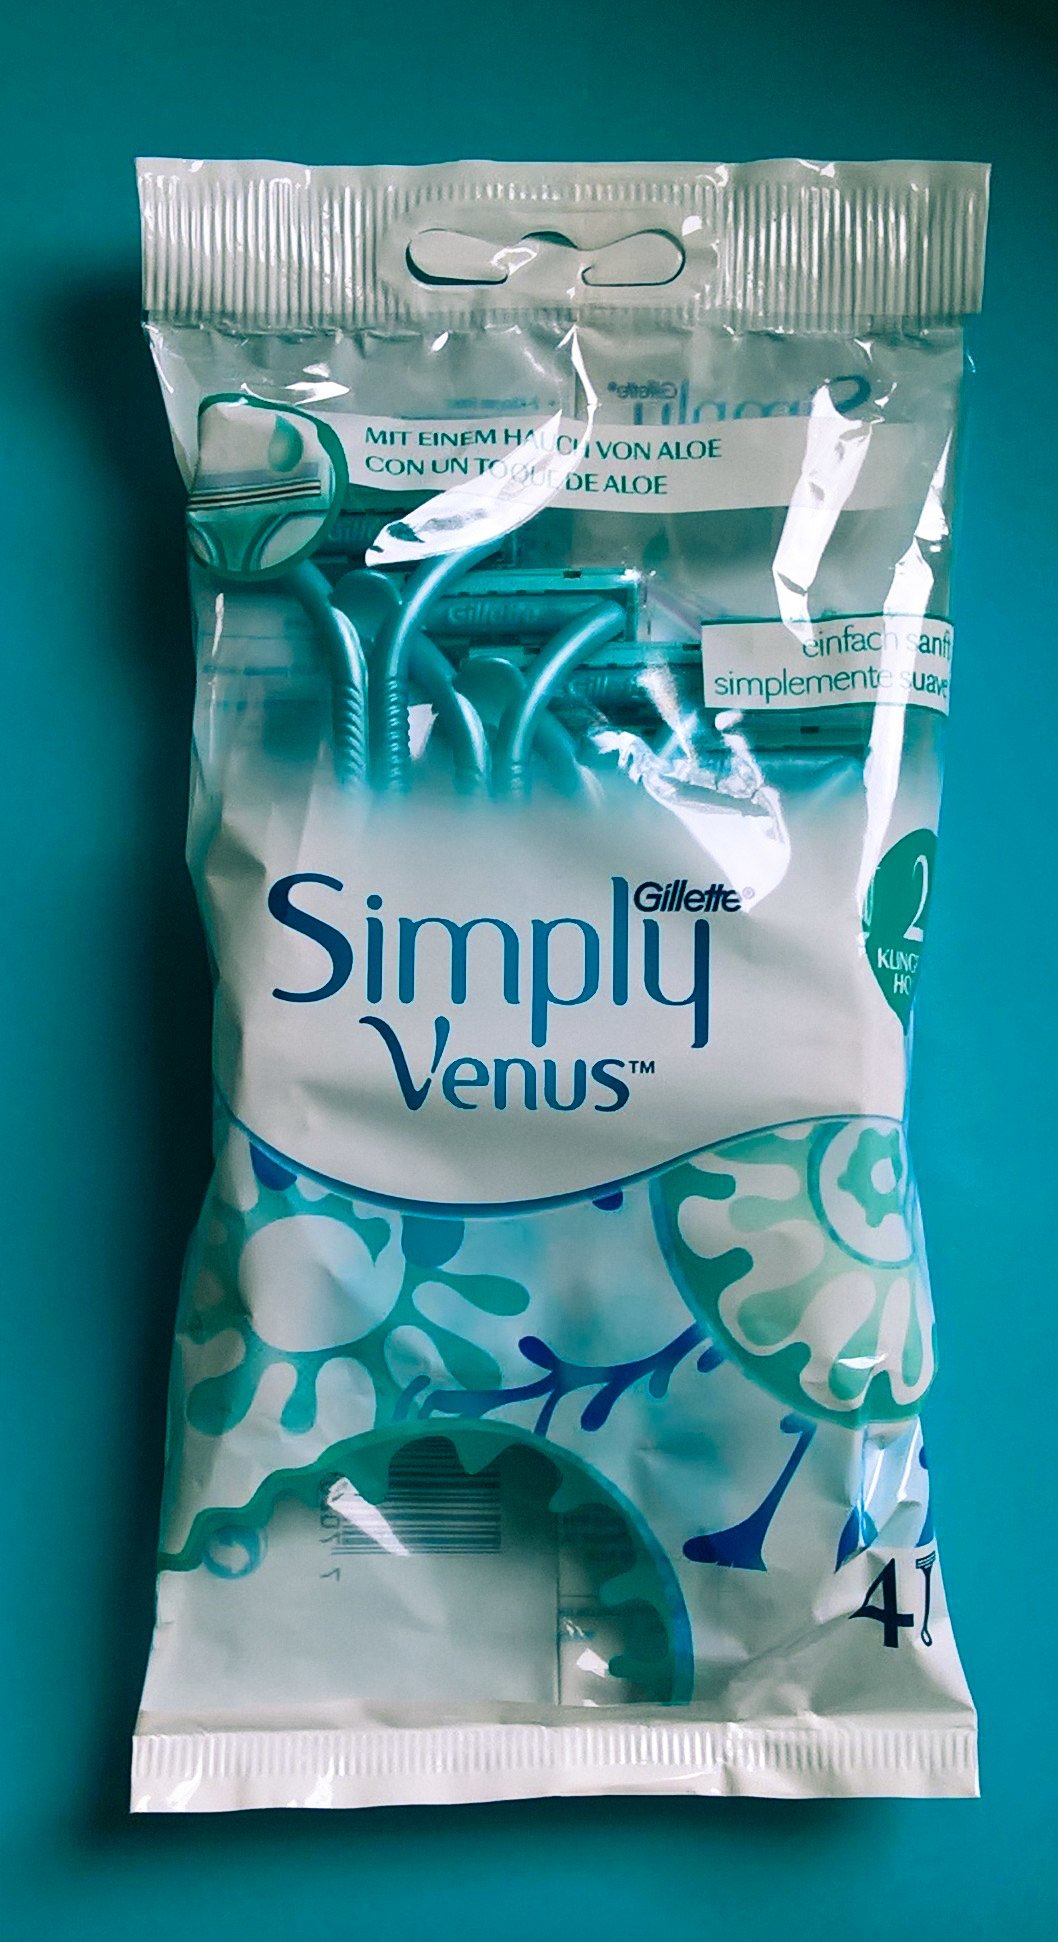 MIT EINEM HAUCH VON ALOE
CON UN TOQUE DE ALOE
einfach sanft
simplemente suave
Gillette®
Simply
Venus™
2
4